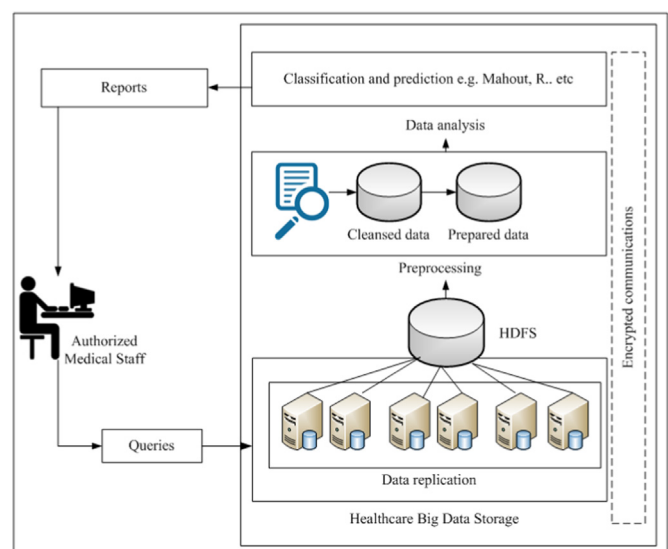 Classification and prediction e.g. Mahout, R.. etc
Reports
Data analysis
Cleansed data
Prepared data
Preprocessing
HDFS
Encrypted communications
Authorized
Medical Staff
Queries
Data replication
Healthcare Big Data Storage